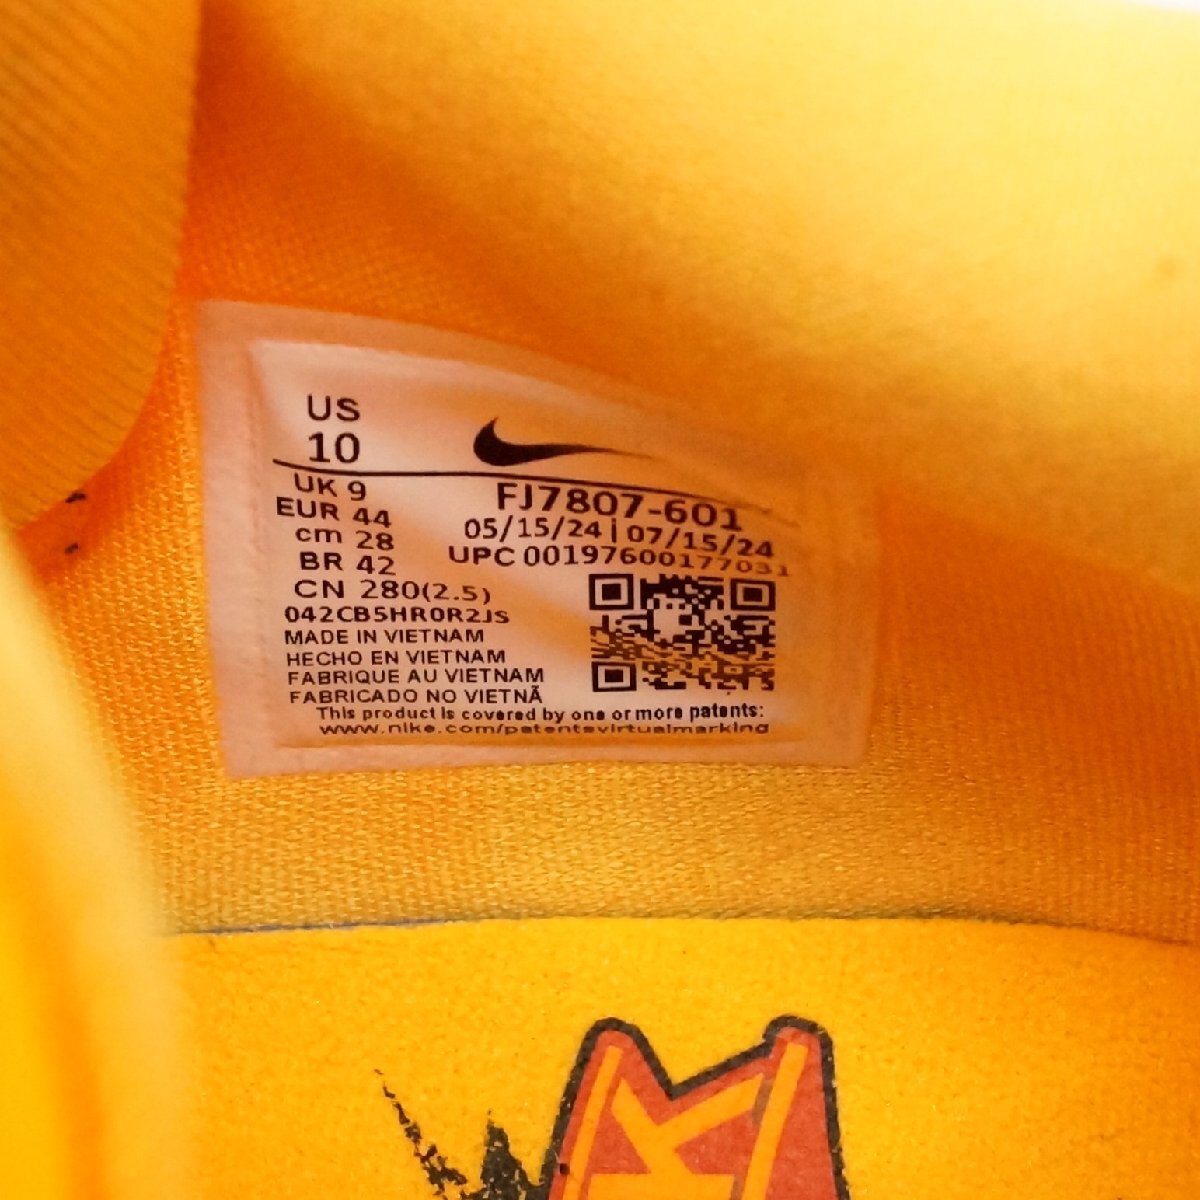 US
10
UK 9
EUR 44
cm 28
BR 42
CN 280(2.5)
FJ7807-601
05/15/24 | 07/15/24
UPC 00197600177031
042CB5HR0R2JS
MADE IN VIETNAM
HECHO EN VIETNAM
FABRIQUE AU VIETNAM
FABRICADO NO VIETNÃ
This product is covered by one or more patents:
www.nike.com/patentsvirtualmarking